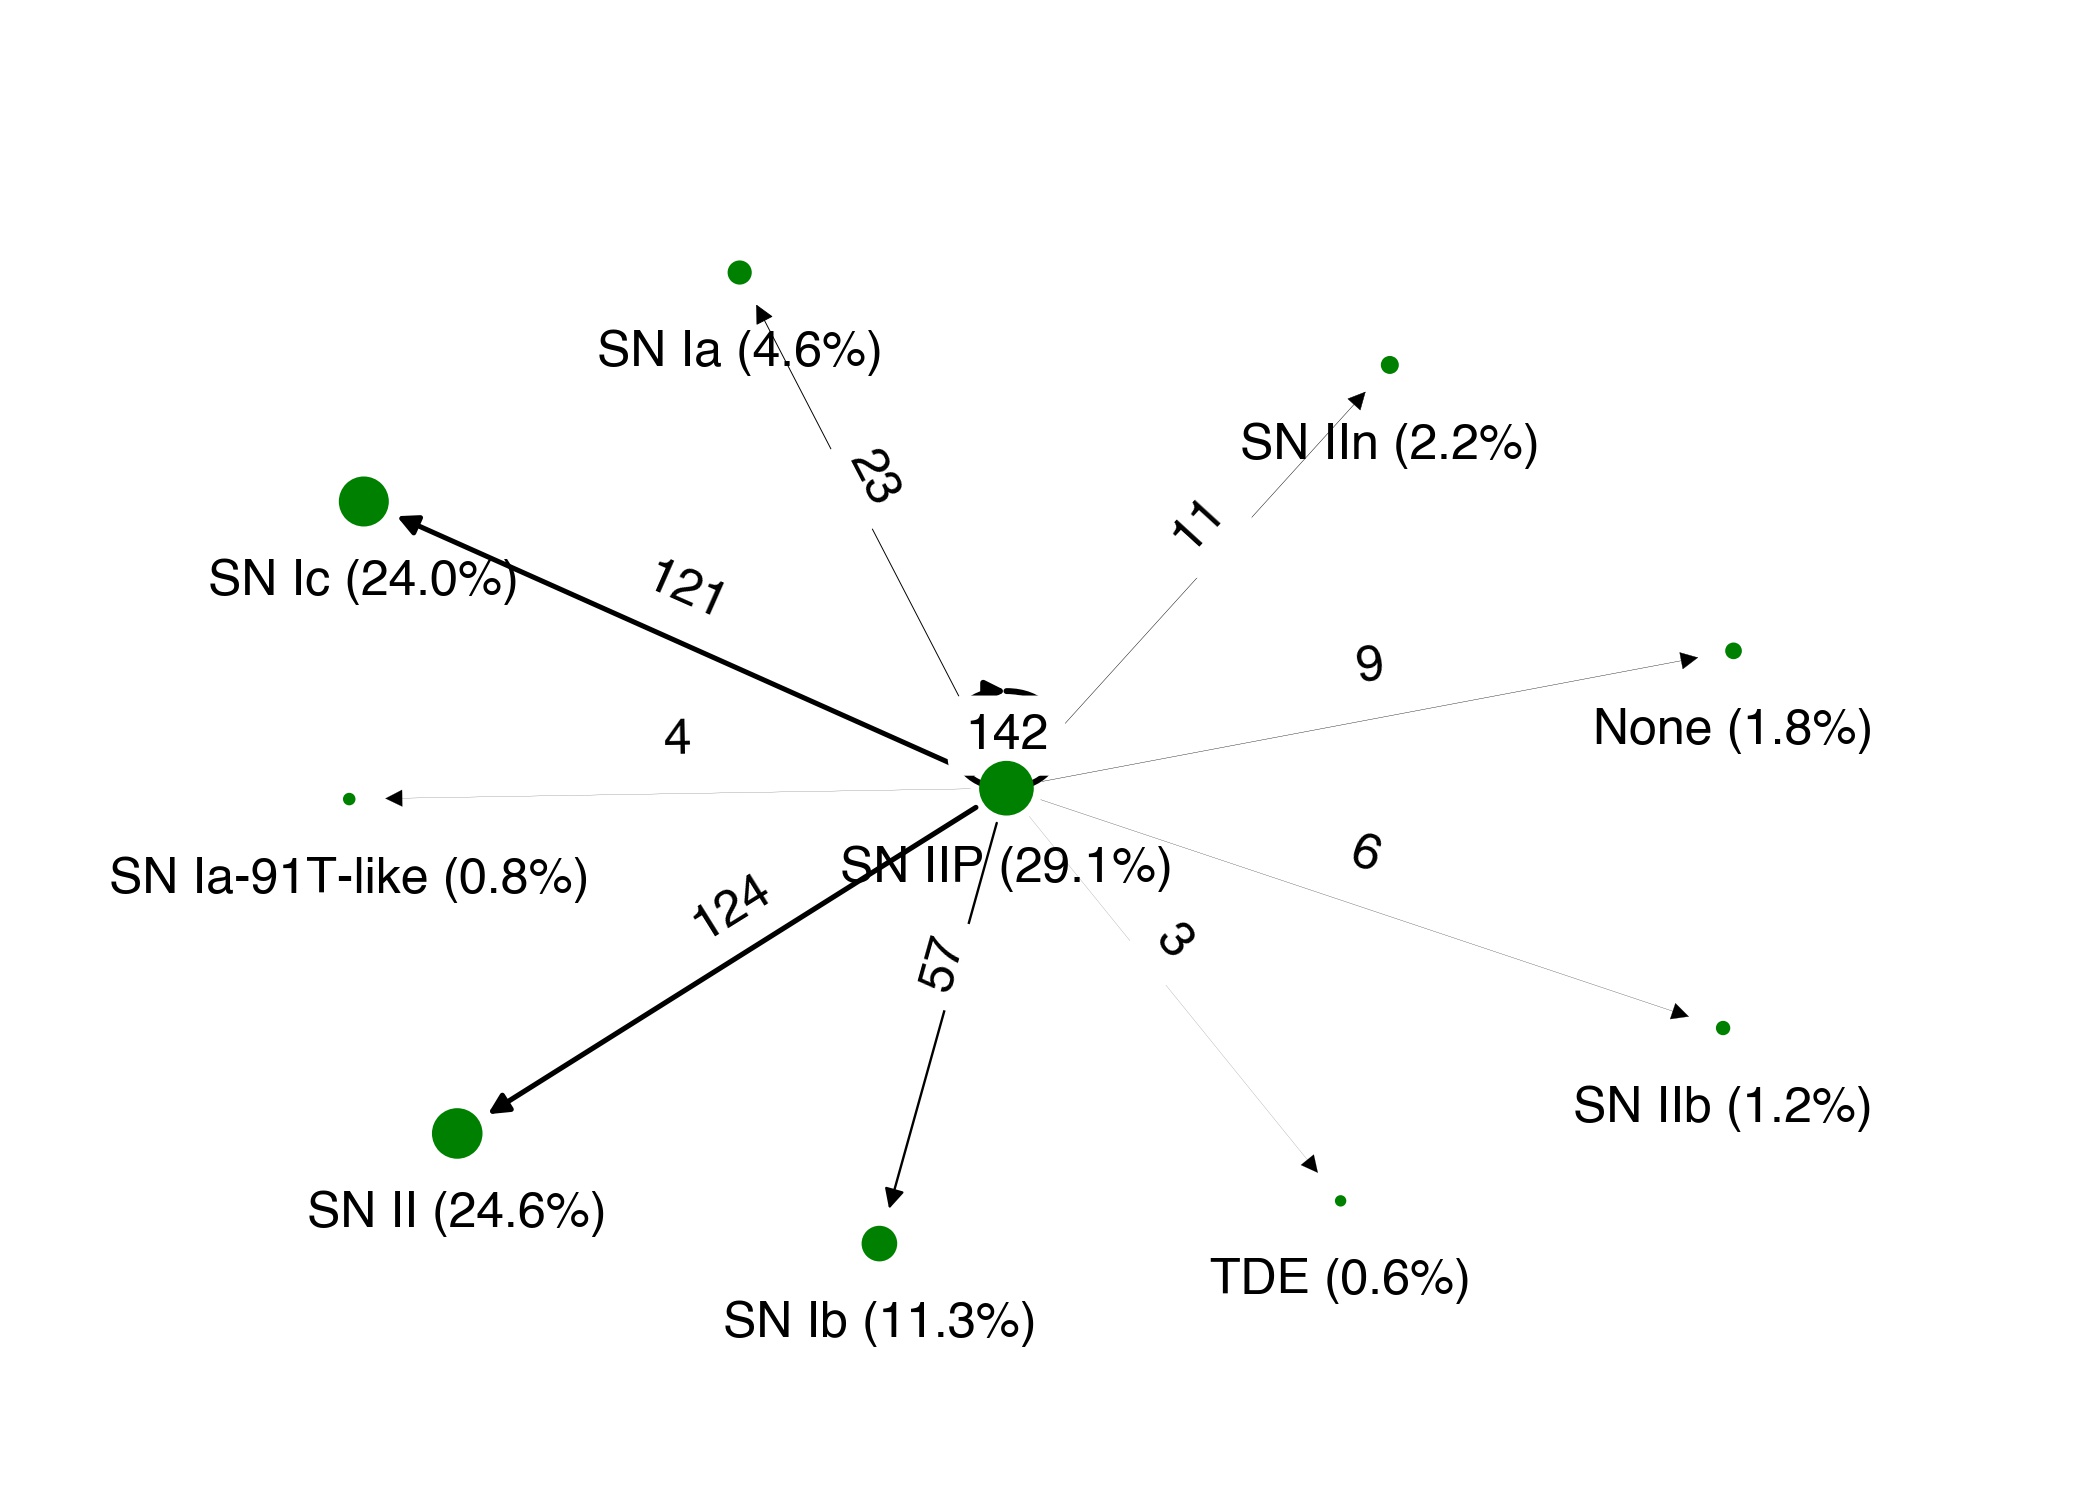 SN Ia (4.6%)
SN IIn (2.2%)
23
11
SN Ic (24.0%)
121
9
None (1.8%)
4
142
SN Ia-91T-like (0.8%)
SN IIP (29.1%)
6
124
57
3
SN IIb (1.2%)
SN II (24.6%)
TDE (0.6%)
SN Ib (11.3%)